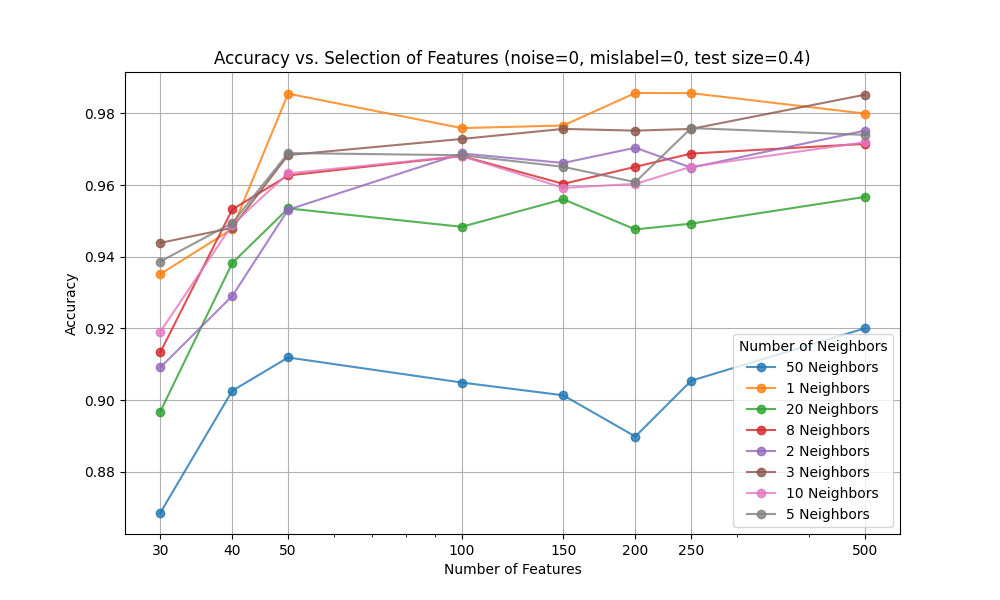 Accuracy vs. Selection of Features (noise=0, mislabel=0, test size=0.4)
Accuracy
0.98
0.96
0.94
0.92
0.90
0.88
Number of Neighbors
50 Neighbors
1 Neighbors
20 Neighbors
8 Neighbors
2 Neighbors
3 Neighbors
10 Neighbors
5 Neighbors
30 40 50 100 150 200 250 500
Number of Features